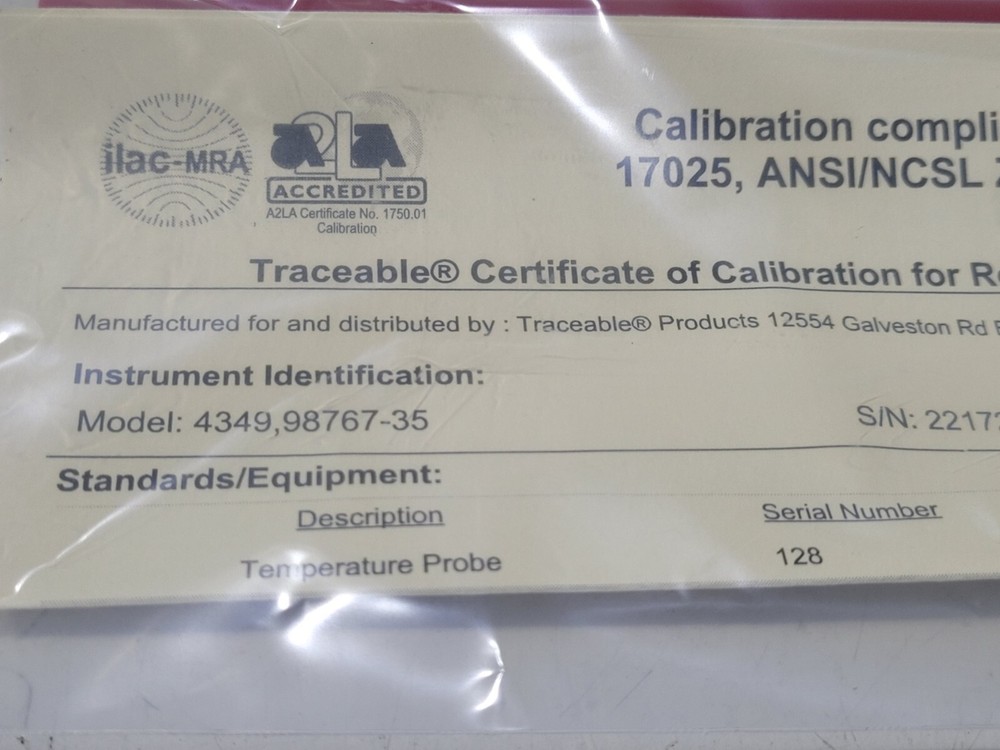 ilac-MRA
A2LA
ACCREDITED
A2LA Certificate No. 1750.01
Calibration
Calibration compli
17025, ANSI/NCSL
Traceable® Certificate of Calibration for R
Manufactured for and distributed by : Traceable® Products 12554 Galveston Rd
Instrument Identification:
Model: 4349,98767-35
S/N: 2217
Standards/Equipment:
Description
Serial Number
Temperature Probe
128